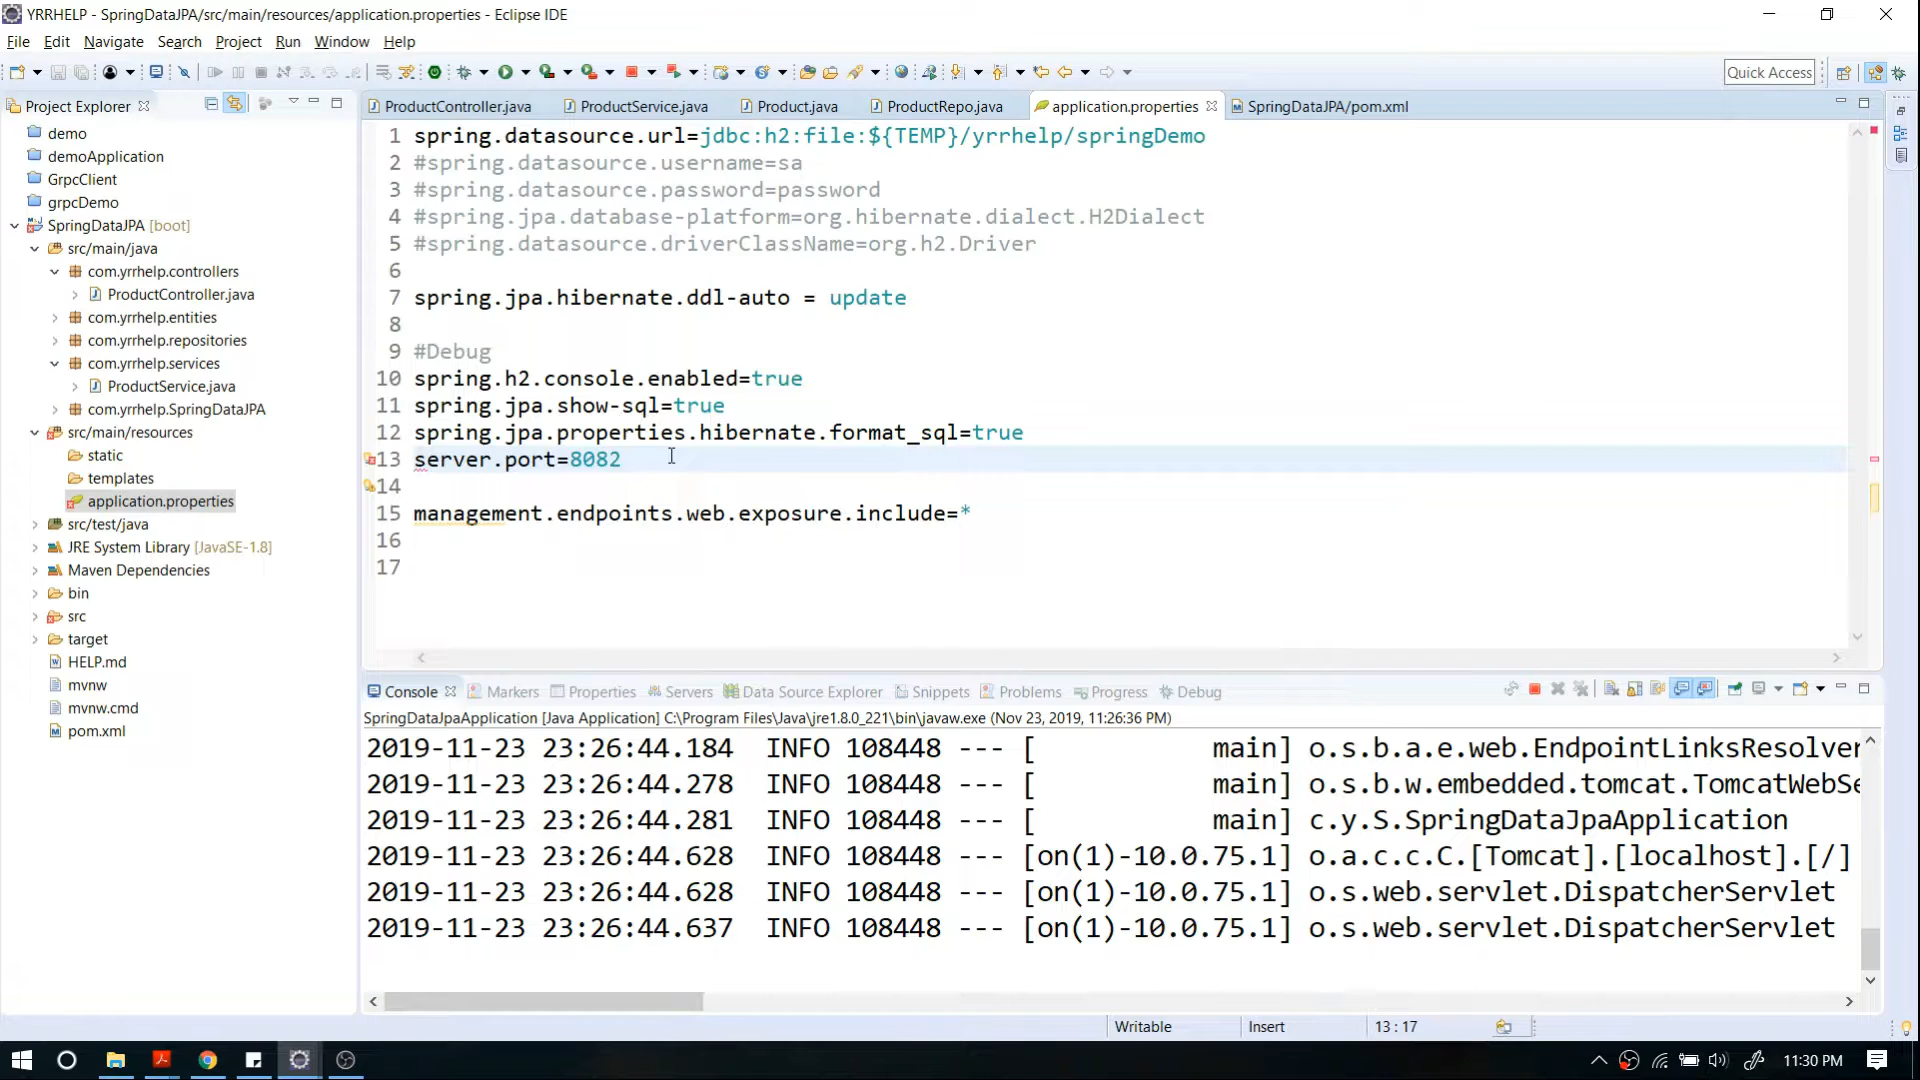 YRRHELP - SpringDataJPA/src/main/resources/application.properties - Eclipse IDE
File Edit Navigate Search Project Run Window Help
Quick Access
Project Explorer
ProductController.java ProductService.java Product.java ProductRepo.java application.properties SpringDataJPA/pom.xml
demo
demoApplication
GrpcClient
grpcDemo
SpringDataJPA [boot]
src/main/java
com.yrrhelp.controllers
ProductController.java
com.yrrhelp.entities
com.yrrhelp.repositories
com.yrrhelp.services
ProductService.java
com.yrrhelp.SpringDataJPA
src/main/resources
static
templates
application.properties
src/test/java
JRE System Library [JavaSE-1.8]
Maven Dependencies
bin
src
target
HELP.md
mvnw
mvnw.cmd
pom.xml
1 spring.datasource.url=jdbc:h2:file:${TEMP}/yrrhelp/springDemo
2 #spring.datasource.username=sa
3 #spring.datasource.password=password
4 #spring.jpa.database-platform=org.hibernate.dialect.H2Dialect
5 #spring.datasource.driverClassName=org.h2.Driver
6
7 spring.jpa.hibernate.ddl-auto = update
8
9 #Debug
10 spring.h2.console.enabled=true
11 spring.jpa.show-sql=true
12 spring.jpa.properties.hibernate.format_sql=true
13 server.port=8082
14
15 management.endpoints.web.exposure.include=*
16
17
Console Markers Properties Servers Data Source Explorer Snippets Problems Progress Debug
SpringDataJpaApplication [Java Application] C:\Program Files\Java\jre1.8.0_221\bin\javaw.exe (Nov 23, 2019, 11:26:36 PM)
2019-11-23 23:26:44.184 INFO 108448 --- [ main] o.s.b.a.e.web.EndpointLinksResolver
2019-11-23 23:26:44.278 INFO 108448 --- [ main] o.s.b.w.embedded.tomcat.TomcatWebSe
2019-11-23 23:26:44.281 INFO 108448 --- [ main] c.y.S.SpringDataJpaApplication
2019-11-23 23:26:44.628 INFO 108448 --- [on(1)-10.0.75.1] o.a.c.c.C.[Tomcat].[localhost].[/]
2019-11-23 23:26:44.628 INFO 108448 --- [on(1)-10.0.75.1] o.s.web.servlet.DispatcherServlet
2019-11-23 23:26:44.637 INFO 108448 --- [on(1)-10.0.75.1] o.s.web.servlet.DispatcherServlet
Writable Insert 13 : 17
11:30 PM